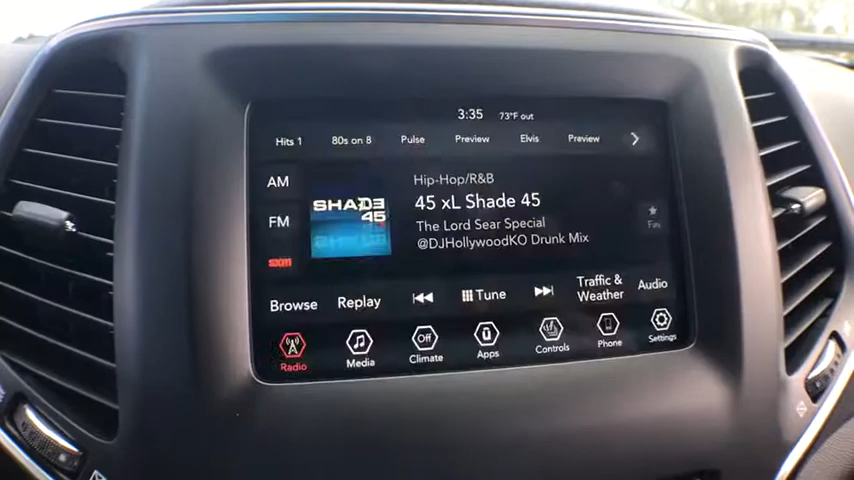 3:35 73°F out
Hits 1 80s on 8 Pulse Preview Elvis Preview
AM
Hip-Hop/R&B
SHADE 45
45 xL Shade 45
FM
The Lord Sear Special
@DJHollywoodKO Drunk Mix
Fav
sxm
Browse Replay Tune Traffic & Weather Audio
Radio Media Off Climate Apps Controls Phone Settings